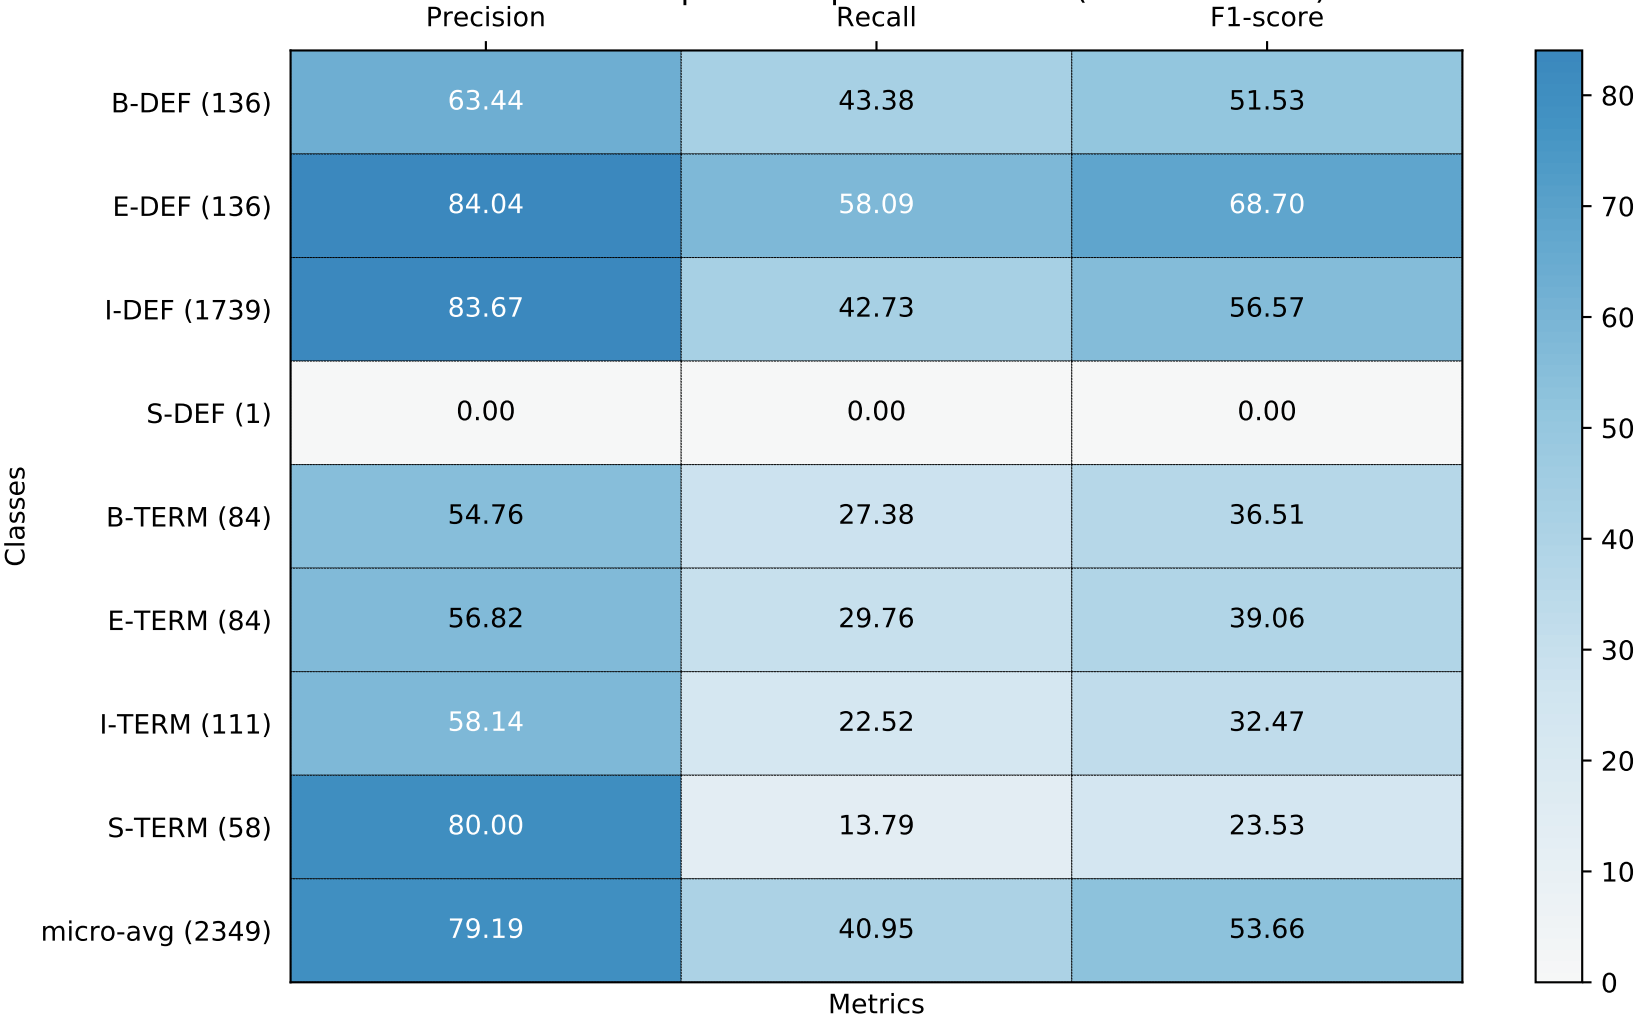 Precision Recall F1-score
B-DEF (136) 63.44 43.38 51.53
E-DEF (136) 84.04 58.09 68.70
I-DEF (1739) 83.67 42.73 56.57
S-DEF (1) 0.00 0.00 0.00
B-TERM (84) 54.76 27.38 36.51
E-TERM (84) 56.82 29.76 39.06
I-TERM (111) 58.14 22.52 32.47
S-TERM (58) 80.00 13.79 23.53
micro-avg (2349) 79.19 40.95 53.66
Classes
Metrics
80
70
60
50
40
30
20
10
0